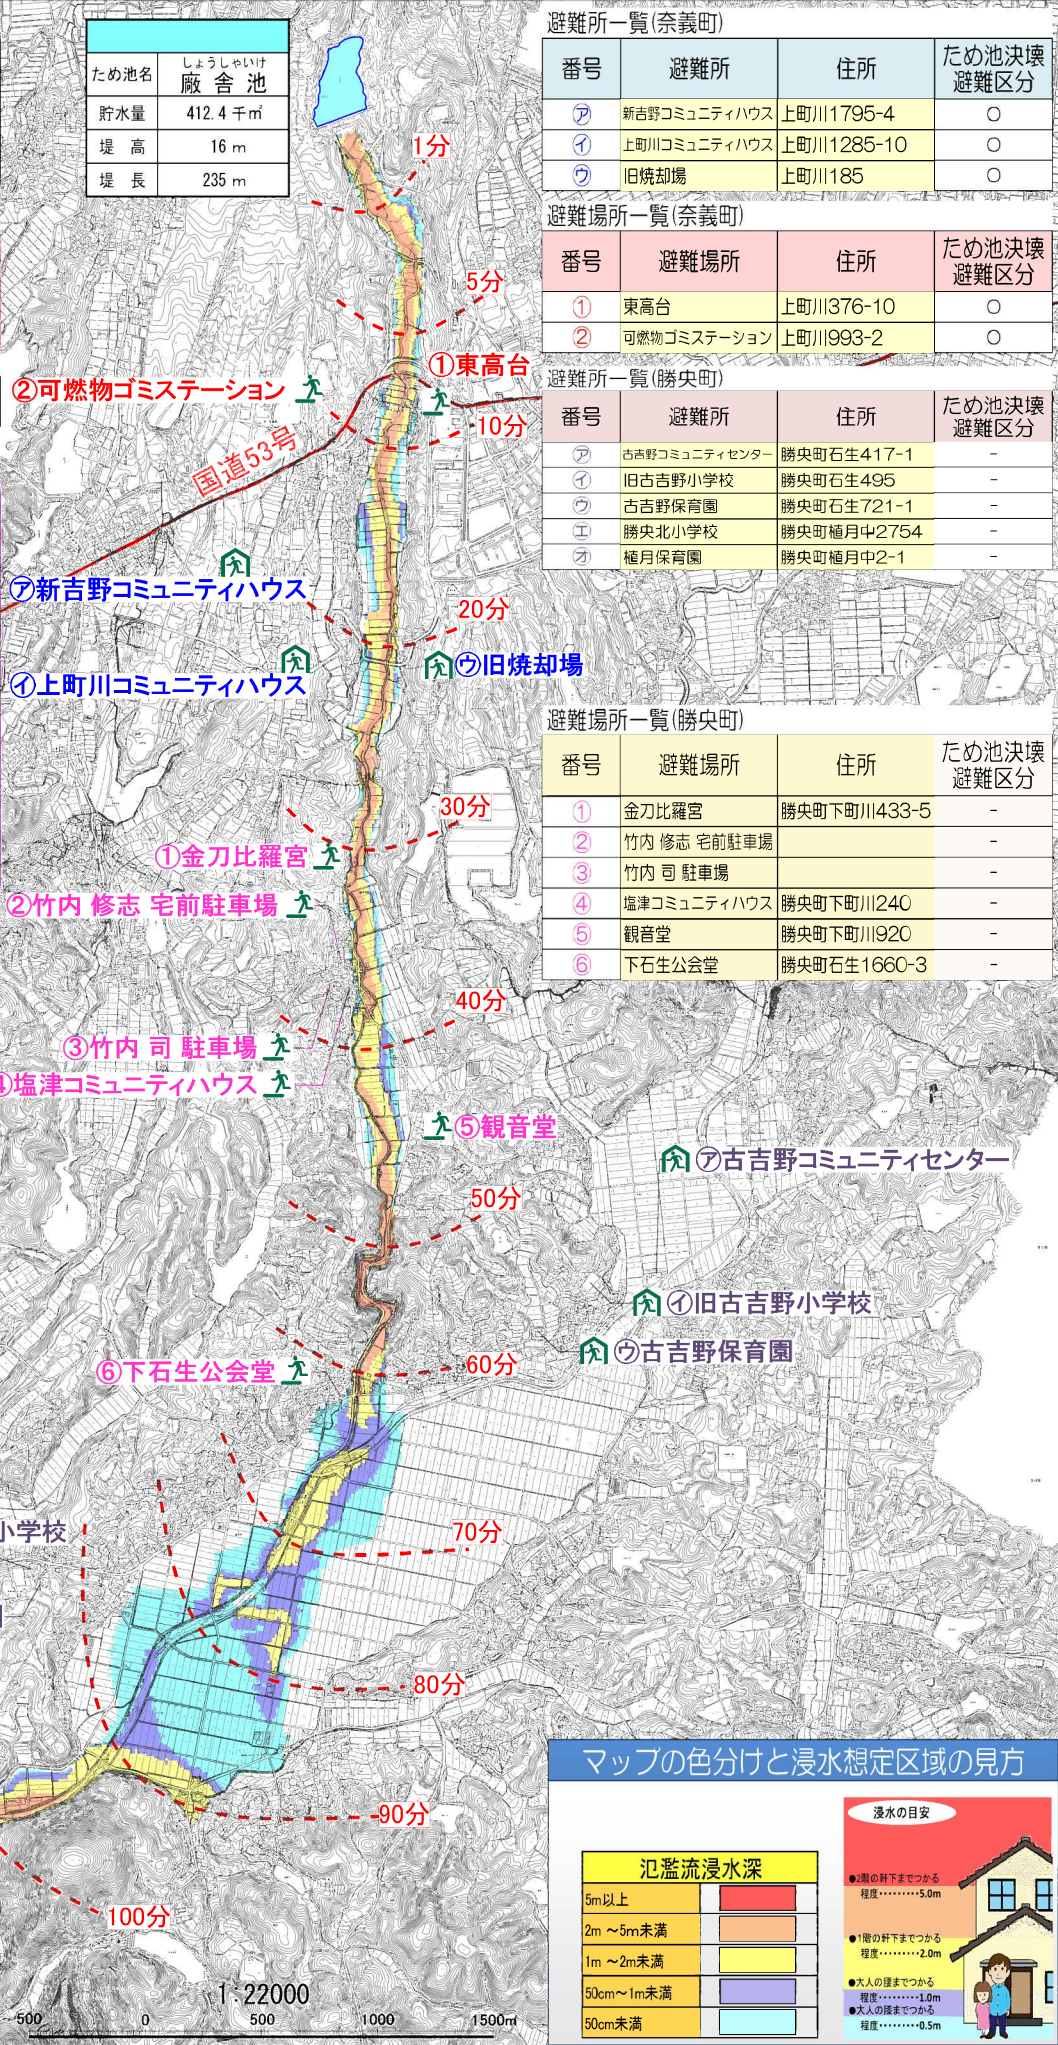 ため池名 しょうしゃいけ 廠舎池
貯水量 412.4 千㎥
堤 高 16 m
堤 長 235 m
避難所一覧(奈義町)
番号 避難所 住所 ため池決壊避難区分
㋐ 新吉野コミュニティハウス 上町川1795-4 ○
㋑ 上町川コミュニティハウス 上町川1285-10 ○
㋒ 旧焼却場 上町川185 ○
避難場所一覧(奈義町)
番号 避難場所 住所 ため池決壊避難区分
① 東高台 上町川376-10 ○
② 可燃物ゴミステーション 上町川993-2 ○
避難所一覧(勝央町)
番号 避難所 住所 ため池決壊避難区分
㋐ 古吉野コミュニティセンター 勝央町石生417-1 -
㋑ 旧古吉野小学校 勝央町石生495 -
㋒ 古吉野保育園 勝央町石生721-1 -
㋓ 勝央北小学校 勝央町植月中2754 -
㋔ 植月保育園 勝央町植月中2-1 -
避難場所一覧(勝央町)
番号 避難場所 住所 ため池決壊避難区分
① 金刀比羅宮 勝央町下町川433-5 -
② 竹内 修志 宅前駐車場 -
③ 竹内 司 駐車場 -
④ 塩津コミュニティハウス 勝央町下町川240 -
⑤ 観音堂 勝央町下町川920 -
⑥ 下石生公会堂 勝央町石生1660-3 -
1分
5分
①東高台
②可燃物ゴミステーション
10分
国道53号
㋐新吉野コミュニティハウス
20分
㋒旧焼却場
㋑上町川コミュニティハウス
30分
①金刀比羅宮
②竹内 修志 宅前駐車場
40分
③竹内 司 駐車場
④塩津コミュニティハウス
⑤観音堂
㋐古吉野コミュニティセンター
50分
㋑旧古吉野小学校
㋒古吉野保育園
60分
⑥下石生公会堂
70分
小学校
80分
90分
100分
1:22000
500 0 500 1000 1500m
マップの色分けと浸水想定区域の見方
氾濫流浸水深
5m以上
2m ～5m未満
1m ～2m未満
50cm～1m未満
50cm未満
浸水の目安
●2階の軒下までつかる
程度‥‥‥‥‥5.0m
●1階の軒下までつかる
程度‥‥‥‥‥2.0m
●大人の腰までつかる
程度‥‥‥‥‥1.0m
●大人の膝までつかる
程度‥‥‥‥‥0.5m